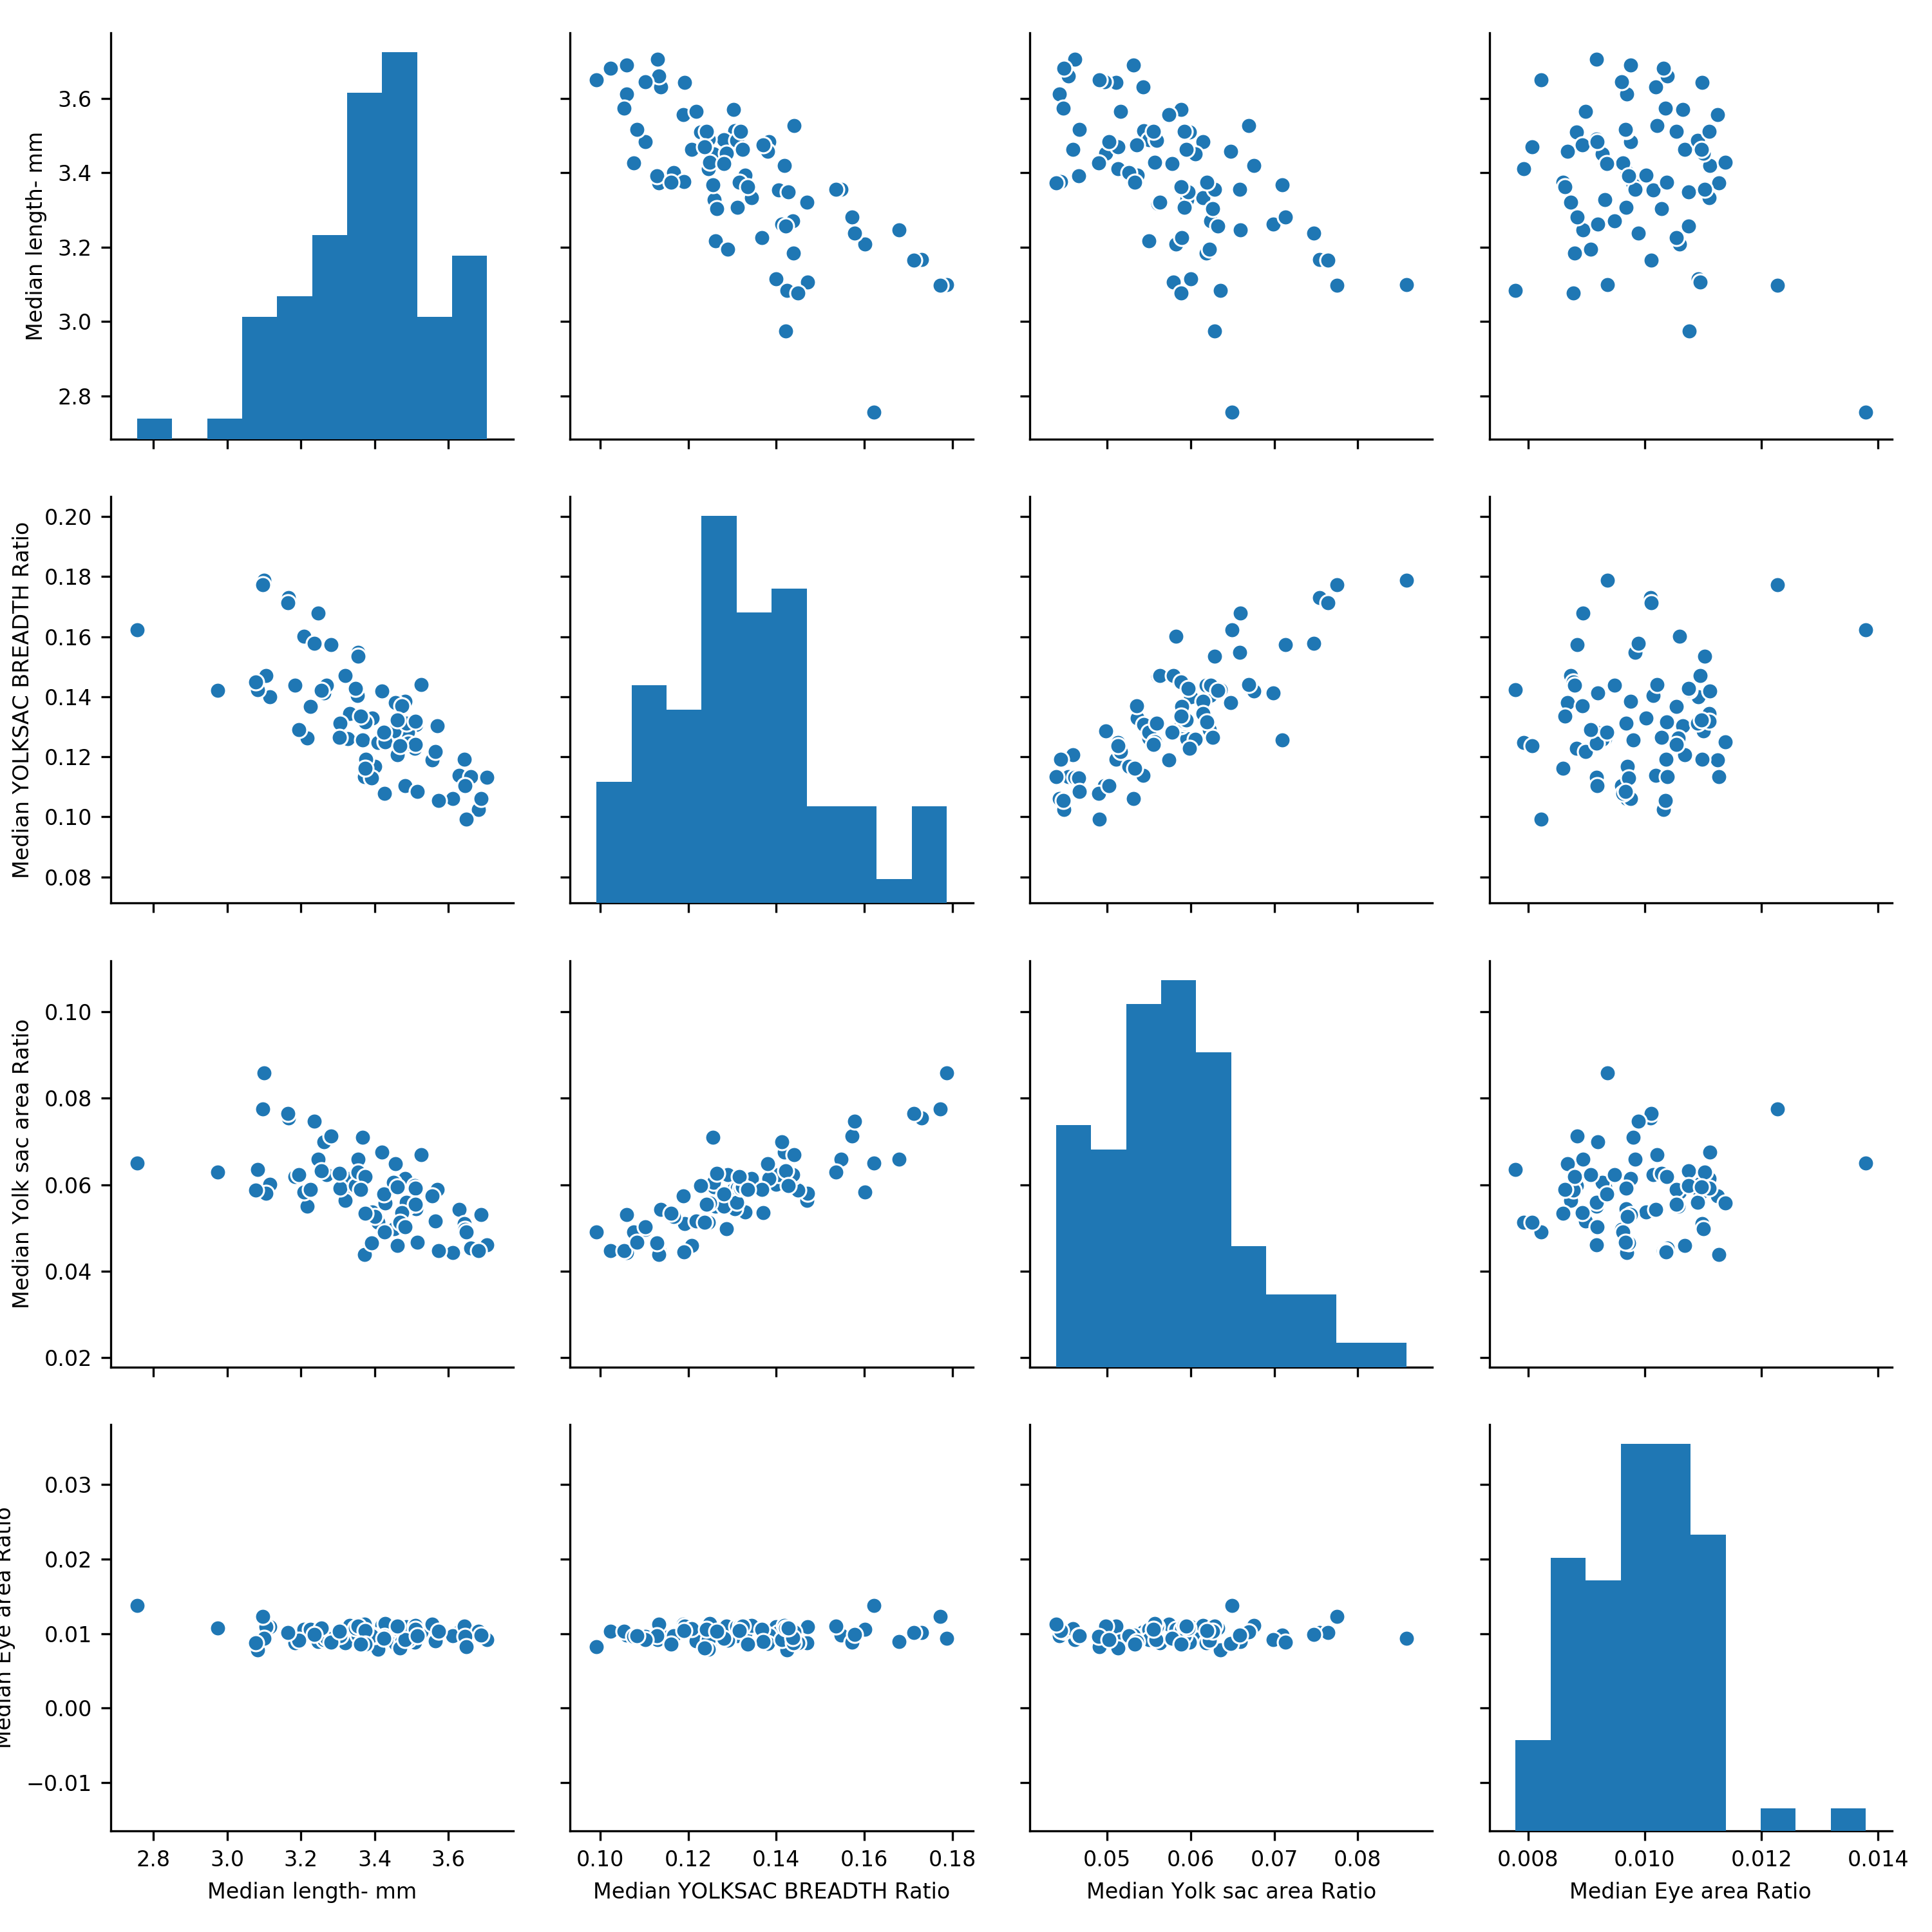 Median length- mm
3.6
3.4
3.2
3.0
2.8
Median YOLKSAC BREADTH Ratio
0.20
0.18
0.16
0.14
0.12
0.10
0.08
Median Yolk sac area Ratio
0.10
0.08
0.06
0.04
0.02
Median Eye area Ratio
0.03
0.02
0.01
0.00
−0.01
2.8 3.0 3.2 3.4 3.6
0.10 0.12 0.14 0.16 0.18
0.05 0.06 0.07 0.08
0.008 0.010 0.012 0.014
Median length- mm
Median YOLKSAC BREADTH Ratio
Median Yolk sac area Ratio
Median Eye area Ratio